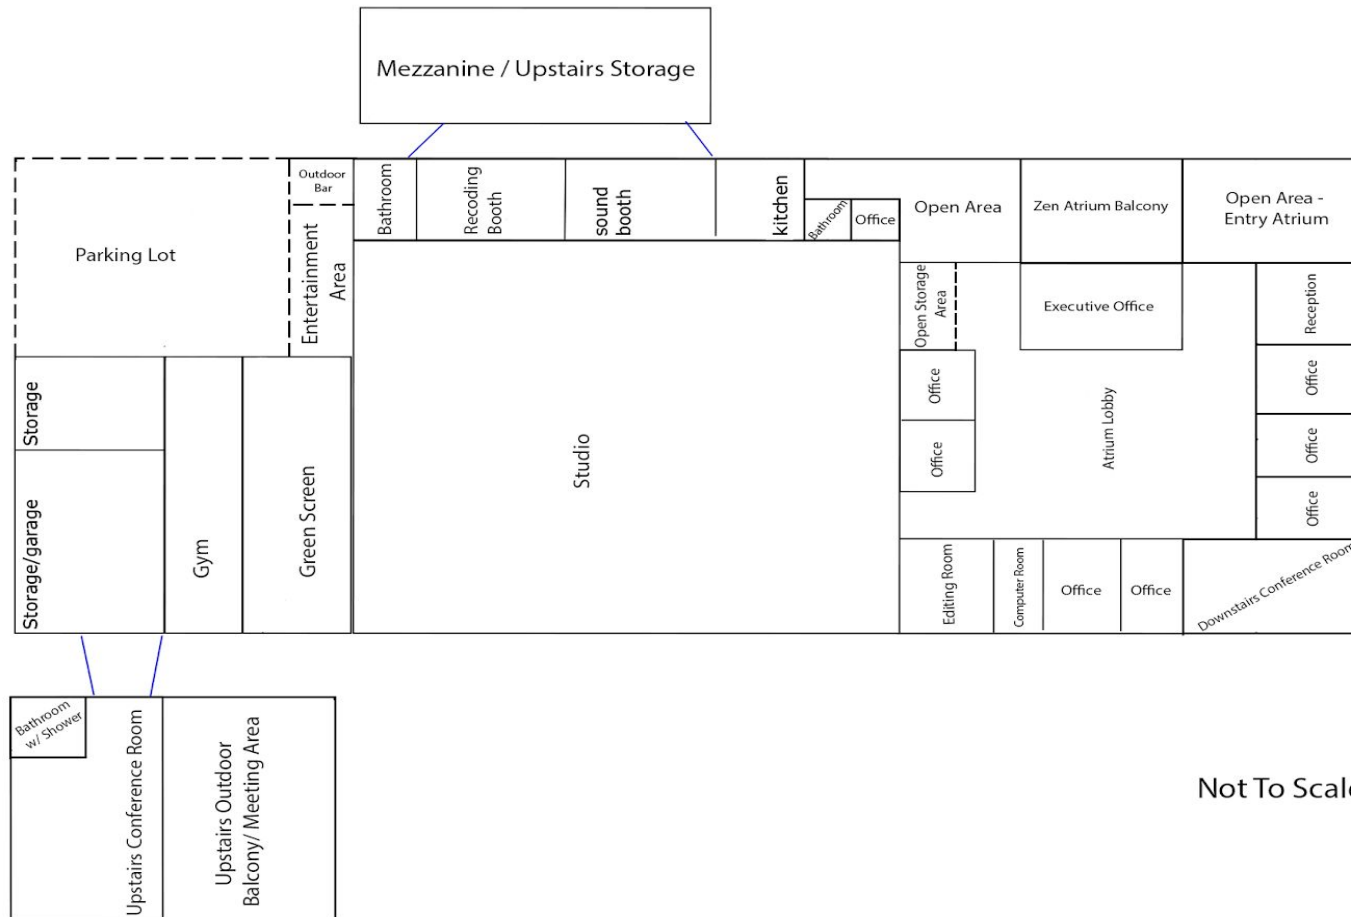 Mezzanine / Upstairs Storage
Outdoor
Bar
Bathroom
Recoding
Booth
sound
booth
kitchen
Bathroom
Office
Open Area
Zen Atrium Balcony
Open Area -
Entry Atrium
Parking Lot
Entertainment
Area
Open Storage
Area
Executive Office
Reception
Storage
Office
Office
Atrium Lobby
Office
Studio
Office
Office
Storage/garage
Gym
Green Screen
Editing Room
Computer Room
Office
Office
Downstairs Conference Room
Bathroom
w/ Shower
Upstairs Conference Room
Upstairs Outdoor
Balcony/ Meeting Area
Not To Scale